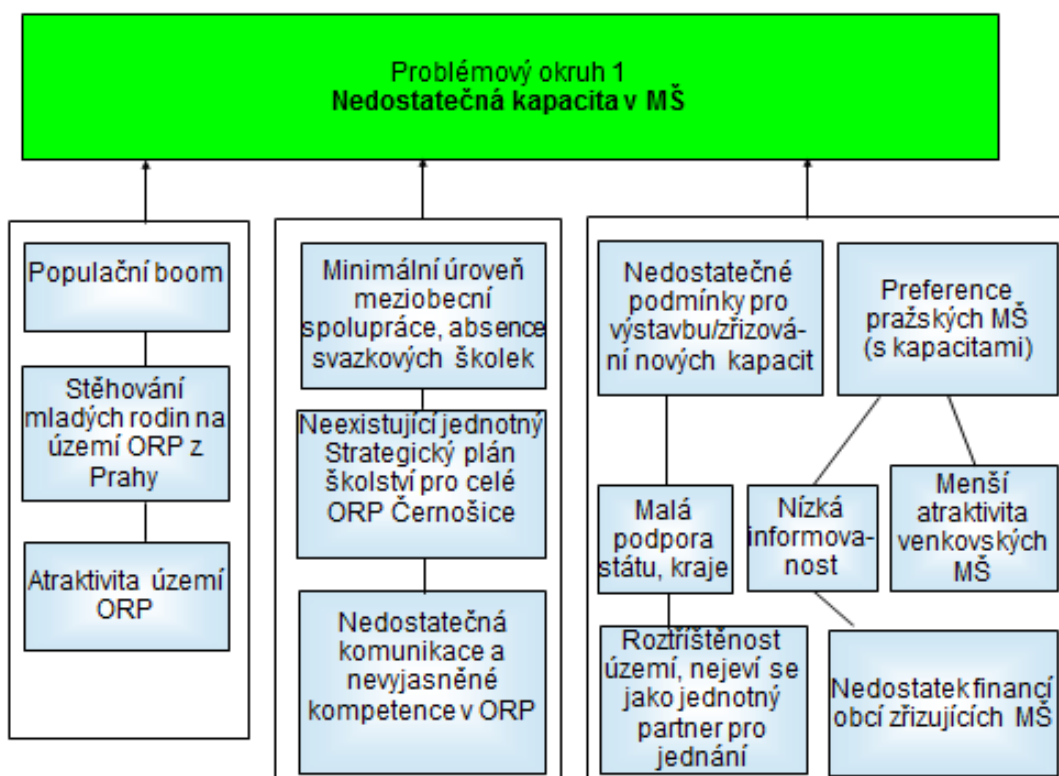 Problémový okruh 1
Nedostatečná kapacita v MŠ
Populační boom
Stěhování
mladých rodin na
území ORP z
Prahy
Atraktivita území
ORP
Minimální úroveň
meziobecní
spolupráce, absence
svazkových školek
Neexistující jednotný
Strategický plán
školství pro celé
ORP Černošice
Nedostatečná
komunikace a
nevyjasněné
kompetence v ORP
Nedostatečné
podmínky pro
výstavbu/zřizová-
ní nových kapacit
Preference
pražských MŠ
(s kapacitami)
Malá
podpora
státu, kraje
Nízká
informova-
nost
Menší
atraktivita
venkovských
MŠ
Roztříštěnost
území, nejeví se
jako jednotný
partner pro
jednání
Nedostatek financí
obcí zřizujících MŠ